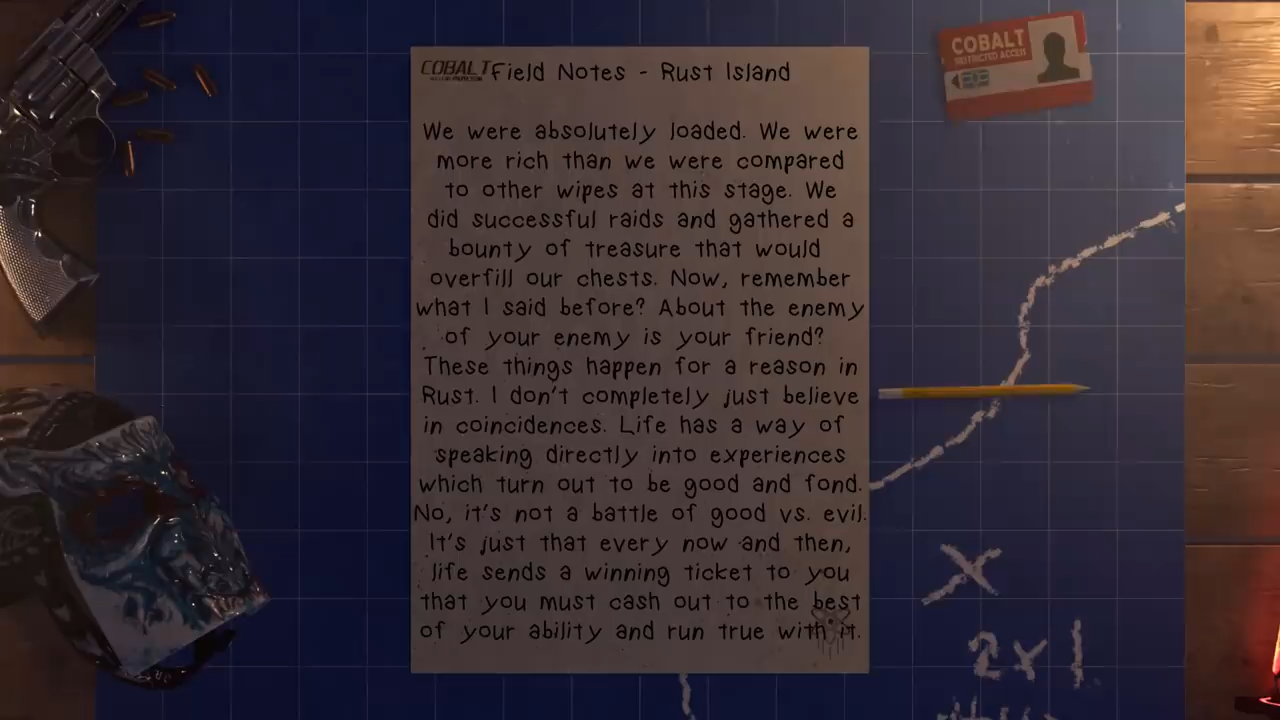 COBALT
Field Notes - Rust Island
We were absolutely loaded. We were
more rich than we were compared
to other wipes at this stage. We
did successful raids and gathered a
bounty of treasure that would
overfill our chests. Now, remember
what I said before? About the enemy
of your enemy is your friend?
These things happen for a reason in
Rust. I don't completely just believe
in coincidences. Life has a way of
speaking directly into experiences
which turn out to be good and fond.
No, it's not a battle of good vs. evil.
It's just that every now and then,
life sends a winning ticket to you
that you must cash out to the best
of your ability and run true with it.
COBALT
RESTRICTED ACCESS
X
2x1